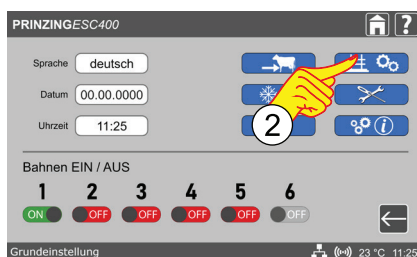 PRINZINGESC400
?
Sprache deutsch
Datum 00.00.0000
Uhrzeit 11:25
2
i
Bahnen EIN / AUS
1 2 3 4 5 6
ON OFF OFF OFF OFF OFF
Grundeinstellung 23 °C 11:25